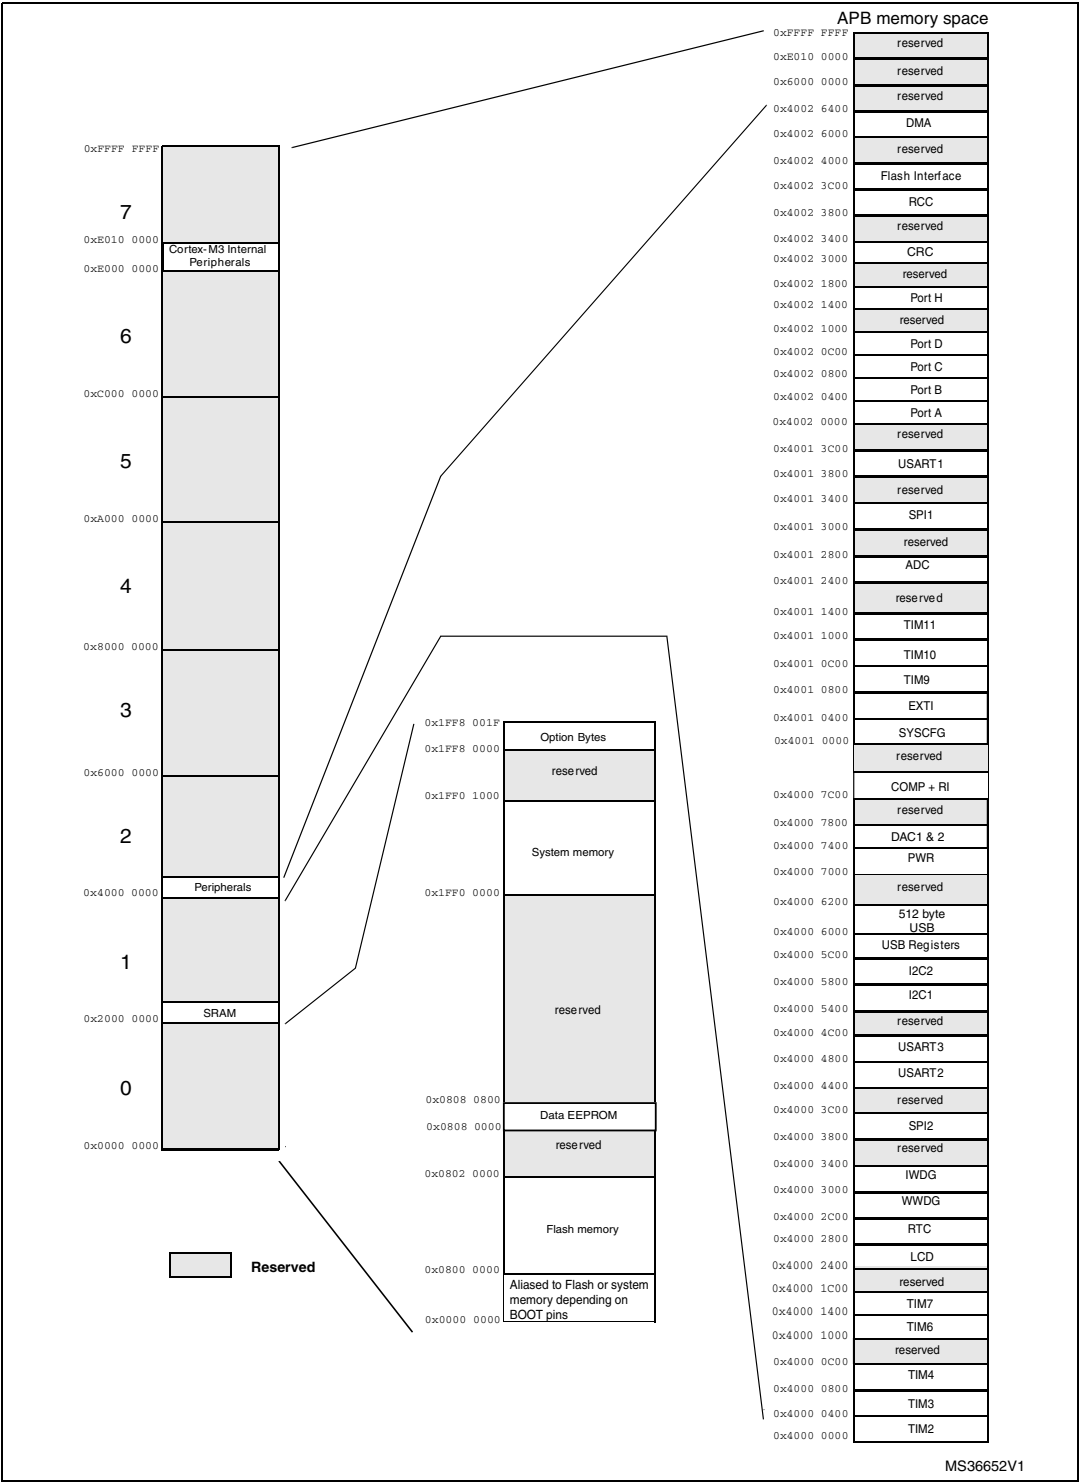 APB memory space
0xFFFF FFFF
reserved
0xE010 0000
reserved
0x6000 0000
reserved
0x4002 6400
DMA
0x4002 6000
reserved
0x4002 4000
Flash Interface
0x4002 3C00
RCC
0x4002 3800
reserved
0x4002 3400
CRC
0x4002 3000
reserved
0x4002 1800
Port H
0x4002 1400
reserved
0x4002 1000
Port D
0x4002 0C00
Port C
0x4002 0800
Port B
0x4002 0400
Port A
0x4002 0000
reserved
0x4001 3C00
USART1
0x4001 3800
reserved
0x4001 3400
SPI1
0x4001 3000
reserved
0x4001 2800
ADC
0x4001 2400
reserved
0x4001 1400
TIM11
0x4001 1000
TIM10
0x4001 0C00
TIM9
0x4001 0800
EXTI
0x4001 0400
SYSCFG
0x4001 0000
reserved
COMP + RI
0x4000 7C00
reserved
0x4000 7800
DAC1 & 2
0x4000 7400
PWR
0x4000 7000
reserved
0x4000 6200
512 byte
USB
0x4000 6000
USB Registers
0x4000 5C00
I2C2
0x4000 5800
I2C1
0x4000 5400
reserved
0x4000 4C00
USART3
0x4000 4800
USART2
0x4000 4400
reserved
0x4000 3C00
SPI2
0x4000 3800
reserved
0x4000 3400
IWDG
0x4000 3000
WWDG
0x4000 2C00
RTC
0x4000 2800
LCD
0x4000 2400
reserved
0x4000 1C00
TIM7
0x4000 1400
TIM6
0x4000 1000
reserved
0x4000 0C00
TIM4
0x4000 0800
TIM3
0x4000 0400
TIM2
0x4000 0000
0xFFFF FFFF
7
0xE010 0000
Cortex-M3 Internal
Peripherals
0xE000 0000
6
0xC000 0000
5
0xA000 0000
4
0x8000 0000
3
0x6000 0000
2
Peripherals
0x4000 0000
1
SRAM
0x2000 0000
0
0x0000 0000
Reserved
0x1FF8 001F
Option Bytes
0x1FF8 0000
reserved
0x1FF0 1000
System memory
0x1FF0 0000
reserved
0x0808 0800
Data EEPROM
0x0808 0000
reserved
0x0802 0000
Flash memory
0x0800 0000
Aliased to Flash or system
memory depending on
BOOT pins
0x0000 0000
MS36652V1